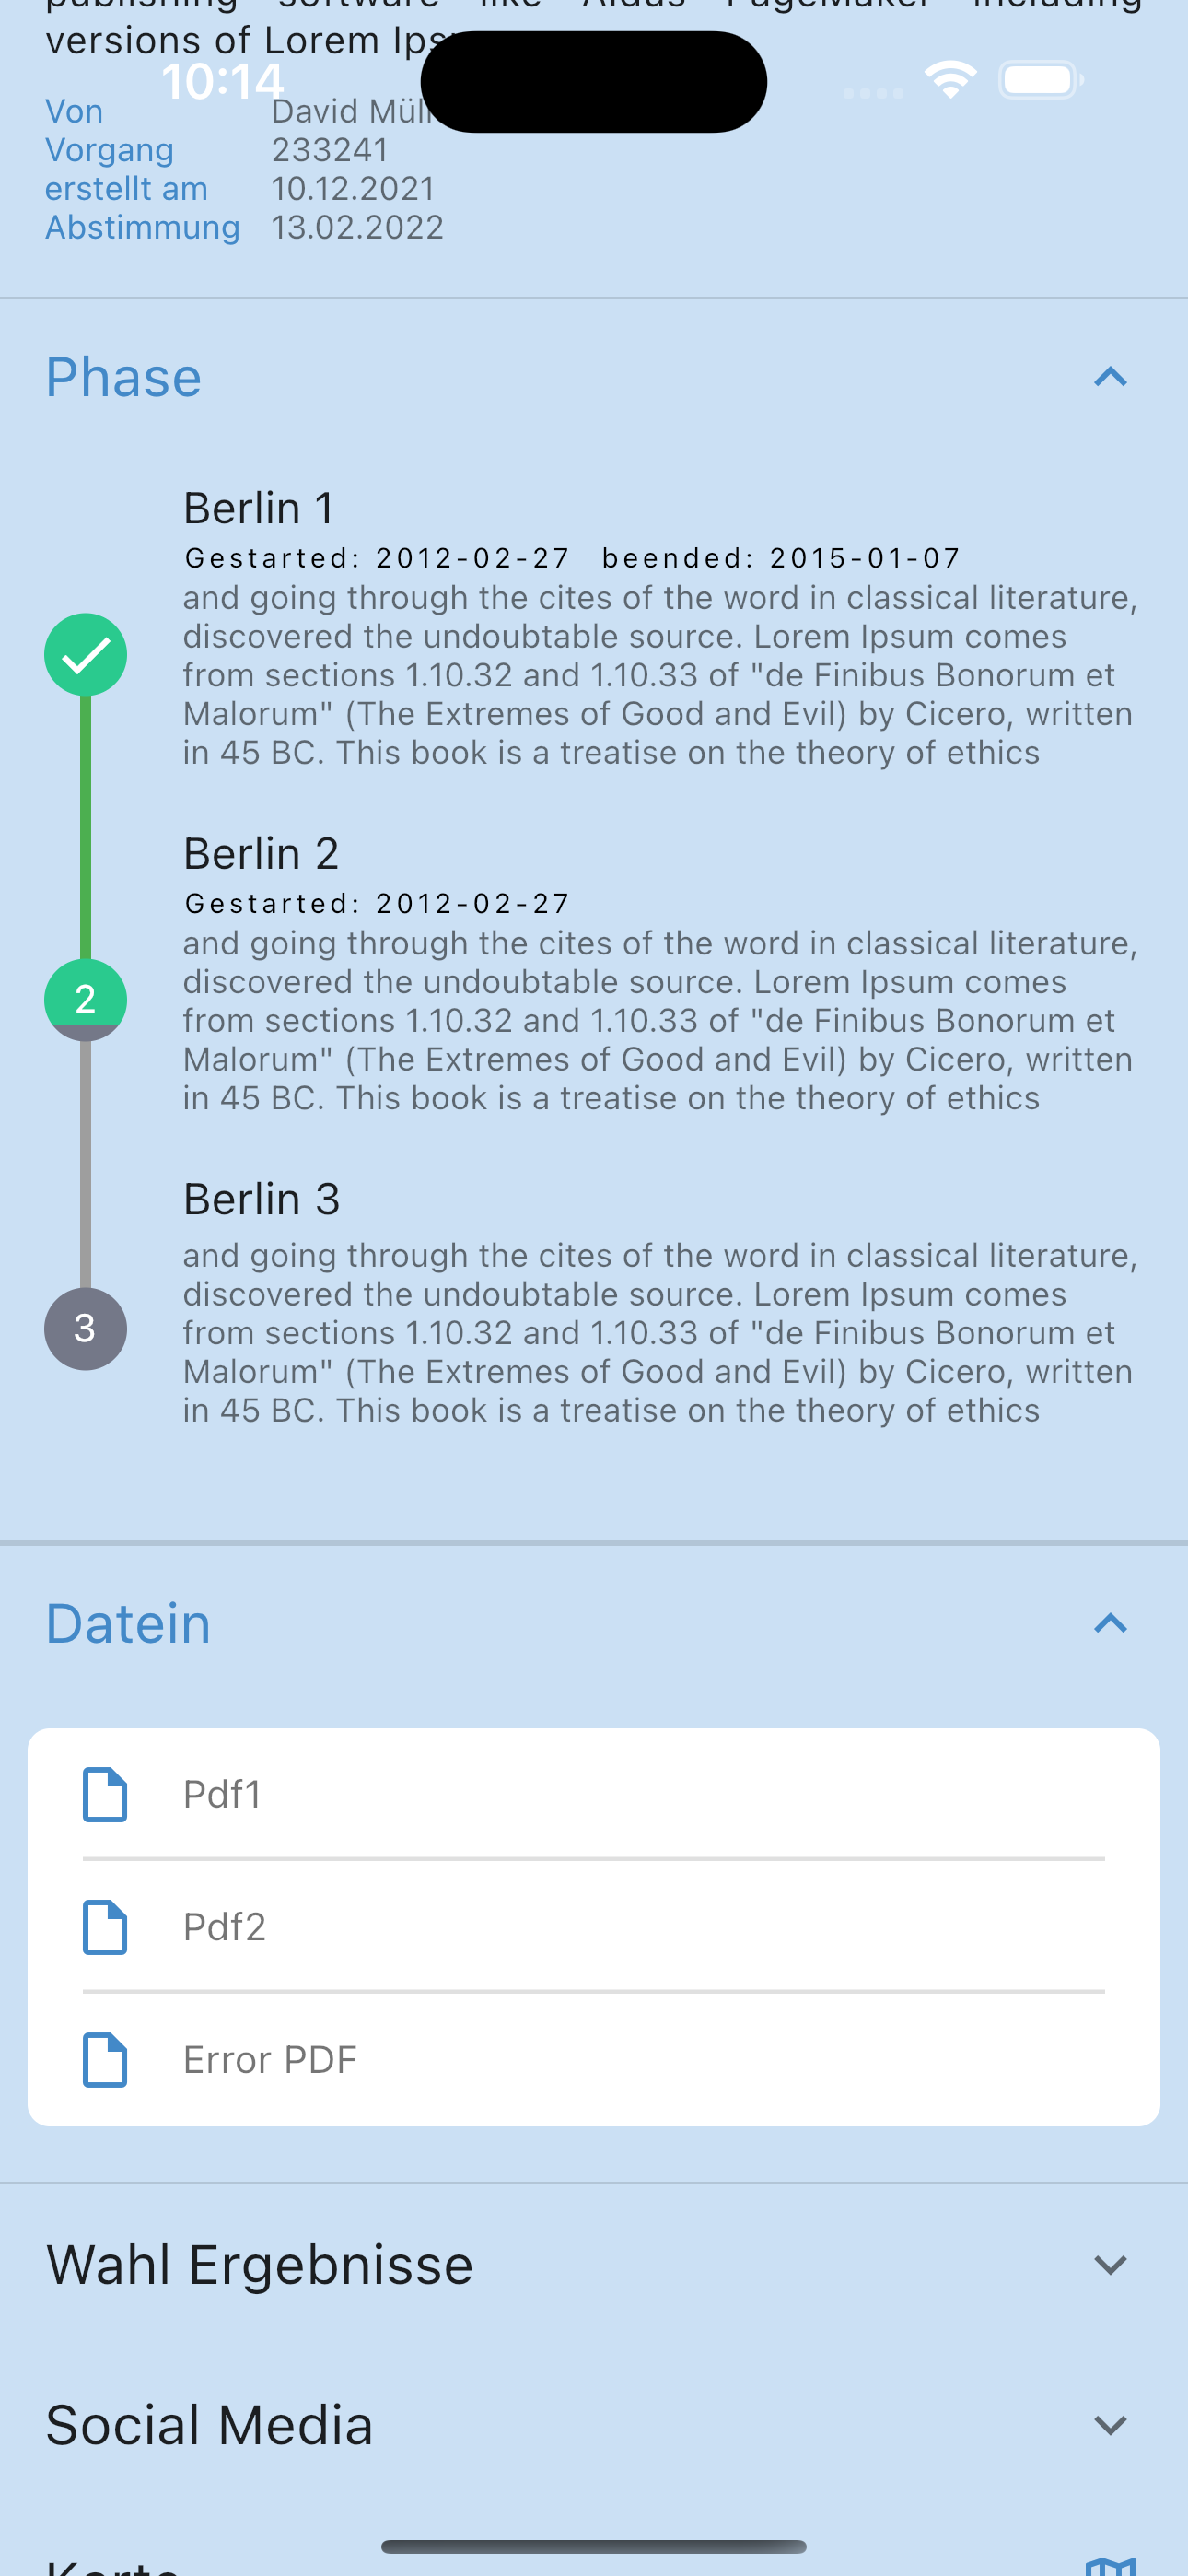 publishing software like Aldus PageMaker including
versions of Lorem
10:14
Von David
Vorgang 233241
erstellt am 10.12.2021
Abstimmung 13.02.2022
Phase
Berlin 1
Gestarted: 2012-02-27 beended: 2015-01-07
and going through the cites of the word in classical literature,
discovered the undoubtable source. Lorem Ipsum comes
from sections 1.10.32 and 1.10.33 of "de Finibus Bonorum et
Malorum" (The Extremes of Good and Evil) by Cicero, written
in 45 BC. This book is a treatise on the theory of ethics
Berlin 2
Gestarted: 2012-02-27
and going through the cites of the word in classical literature,
discovered the undoubtable source. Lorem Ipsum comes
from sections 1.10.32 and 1.10.33 of "de Finibus Bonorum et
2
Malorum" (The Extremes of Good and Evil) by Cicero, written
in 45 BC. This book is a treatise on the theory of ethics
Berlin 3
and going through the cites of the word in classical literature,
discovered the undoubtable source. Lorem Ipsum comes
3
from sections 1.10.32 and 1.10.33 of "de Finibus Bonorum et
Malorum" (The Extremes of Good and Evil) by Cicero, written
in 45 BC. This book is a treatise on the theory of ethics
Datein
Pdf1
Pdf2
Error PDF
Wahl Ergebnisse
Social Media
Karte